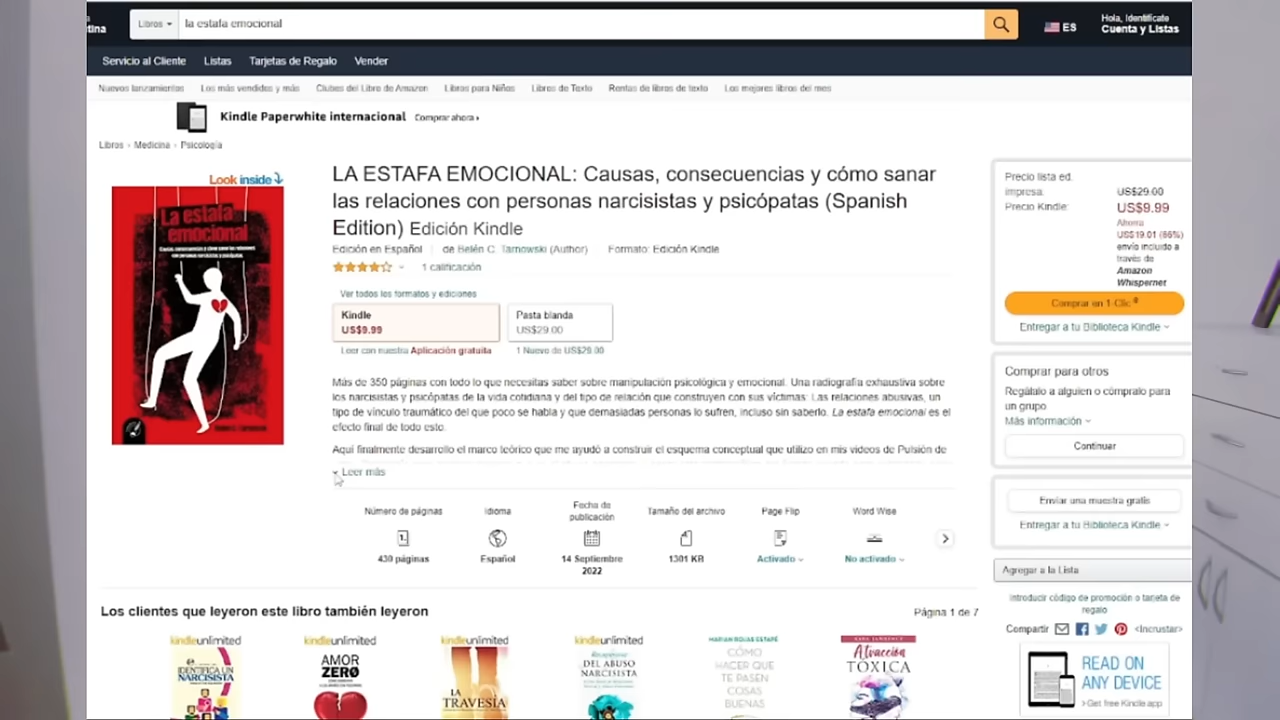 Libros
la estafa emocional
ES
Hola, Identifícate
tina
Cuenta y Listas
Servicio al Cliente Listas Tarjetas de Regalo Vender
Nuevos lanzamientos Los más vendidos y más Clubes del Libro de Amazon Libros para Niños Libros de Texto Rentas de libros de texto Los mejores libros del mes
Kindle Paperwhite internacional Comprar ahora ›
Libros › Medicina › Psicología
Look inside
La estafa
emocional
LA ESTAFA EMOCIONAL: Causas, consecuencias y cómo sanar
las relaciones con personas narcisistas y psicópatas (Spanish
Edition) Edición Kindle
Edición en Español de Belén C. Tarnowski (Author) Formato: Edición Kindle
1 calificación
Ver todos los formatos y ediciones
Kindle
US$9.99
Pasta blanda
US$29.00
Leer con nuestra Aplicación gratuita
1 Nuevo de US$29.00
Más de 350 páginas con todo lo que necesitas saber sobre manipulación psicológica y emocional. Una radiografía exhaustiva sobre
los narcisistas y psicópatas de la vida cotidiana y del tipo de relación que construyen con sus víctimas: Las relaciones abusivas, un
tipo de vínculo traumático del que poco se habla y que demasiadas personas lo sufren, incluso sin saberlo. La estafa emocional es el
efecto final de todo esto.
Aquí finalmente desarrollo el marco teórico que me ayudó a construir el esquema conceptual que utilizo en mis videos de Pulsión de
Leer más
Número de páginas
430 páginas
Idioma
Español
Fecha de
publicación
14 Septiembre
2022
Tamaño del archivo
1301 KB
Page Flip
Activado
Word Wise
No activado
Precio lista ed.
impresa: US$29.00
Precio Kindle: US$9.99
Ahorra
US$19.01 (66%)
envío incluido a
través de
Amazon
Whispernet
Comprar en 1-Clic ®
Entregar a tu Biblioteca Kindle
Comprar para otros
Regálalo a alguien o cómpralo para
un grupo
Más información
Continuar
Enviar una muestra gratis
Entregar a tu Biblioteca Kindle
Agregar a la Lista
Introducir código de promoción o tarjeta de
regalo
Compartir <Incrustar>
READ ON
ANY DEVICE
› Get free Kindle app
Los clientes que leyeron este libro también leyeron
Página 1 de 7
kindleunlimited
IDENTIFICA UN
NARCISISTA
kindleunlimited
AMOR
ZERO
kindleunlimited
LA
TRAVESÍA
kindleunlimited
DEL ABUSO
NARCISISTA
MARIAN ROJAS ESTAPÉ
CÓMO
HACER QUE
TE PASEN
COSAS
BUENAS
Atracción
TÓXICA